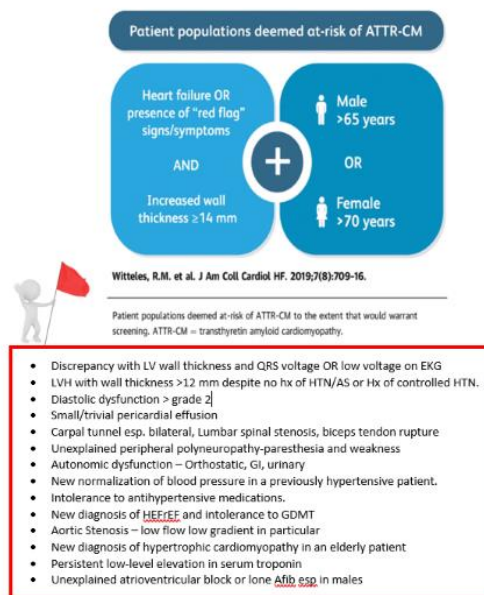 Patient populations deemed at-risk of ATTR-CM
Heart failure OR
presence of "red flag"
signs/symptoms
AND
Increased wall
thickness ≥14 mm
+
Male
>65 years
OR
Female
>70 years
Witteles, R.M. et al. J Am Coll Cardiol HF. 2019;7(8):709-16.
Patient populations deemed at-risk of ATTR-CM to the extent that would warrant
screening. ATTR-CM = transthyretin amyloid cardiomyopathy.
• Discrepancy with LV wall thickness and QRS voltage OR low voltage on EKG
• LVH with wall thickness >12 mm despite no hx of HTN/AS or Hx of controlled HTN.
• Diastolic dysfunction > grade 2
• Small/trivial pericardial effusion
• Carpal tunnel esp. bilateral, Lumbar spinal stenosis, biceps tendon rupture
• Unexplained peripheral polyneuropathy-paresthesia and weakness
• Autonomic dysfunction – Orthostatic, GI, urinary
• New normalization of blood pressure in a previously hypertensive patient.
• Intolerance to antihypertensive medications.
• New diagnosis of HEFrEF and intolerance to GDMT
• Aortic Stenosis – low flow low gradient in particular
• New diagnosis of hypertrophic cardiomyopathy in an elderly patient
• Persistent low-level elevation in serum troponin
• Unexplained atrioventricular block or lone Afib esp in males